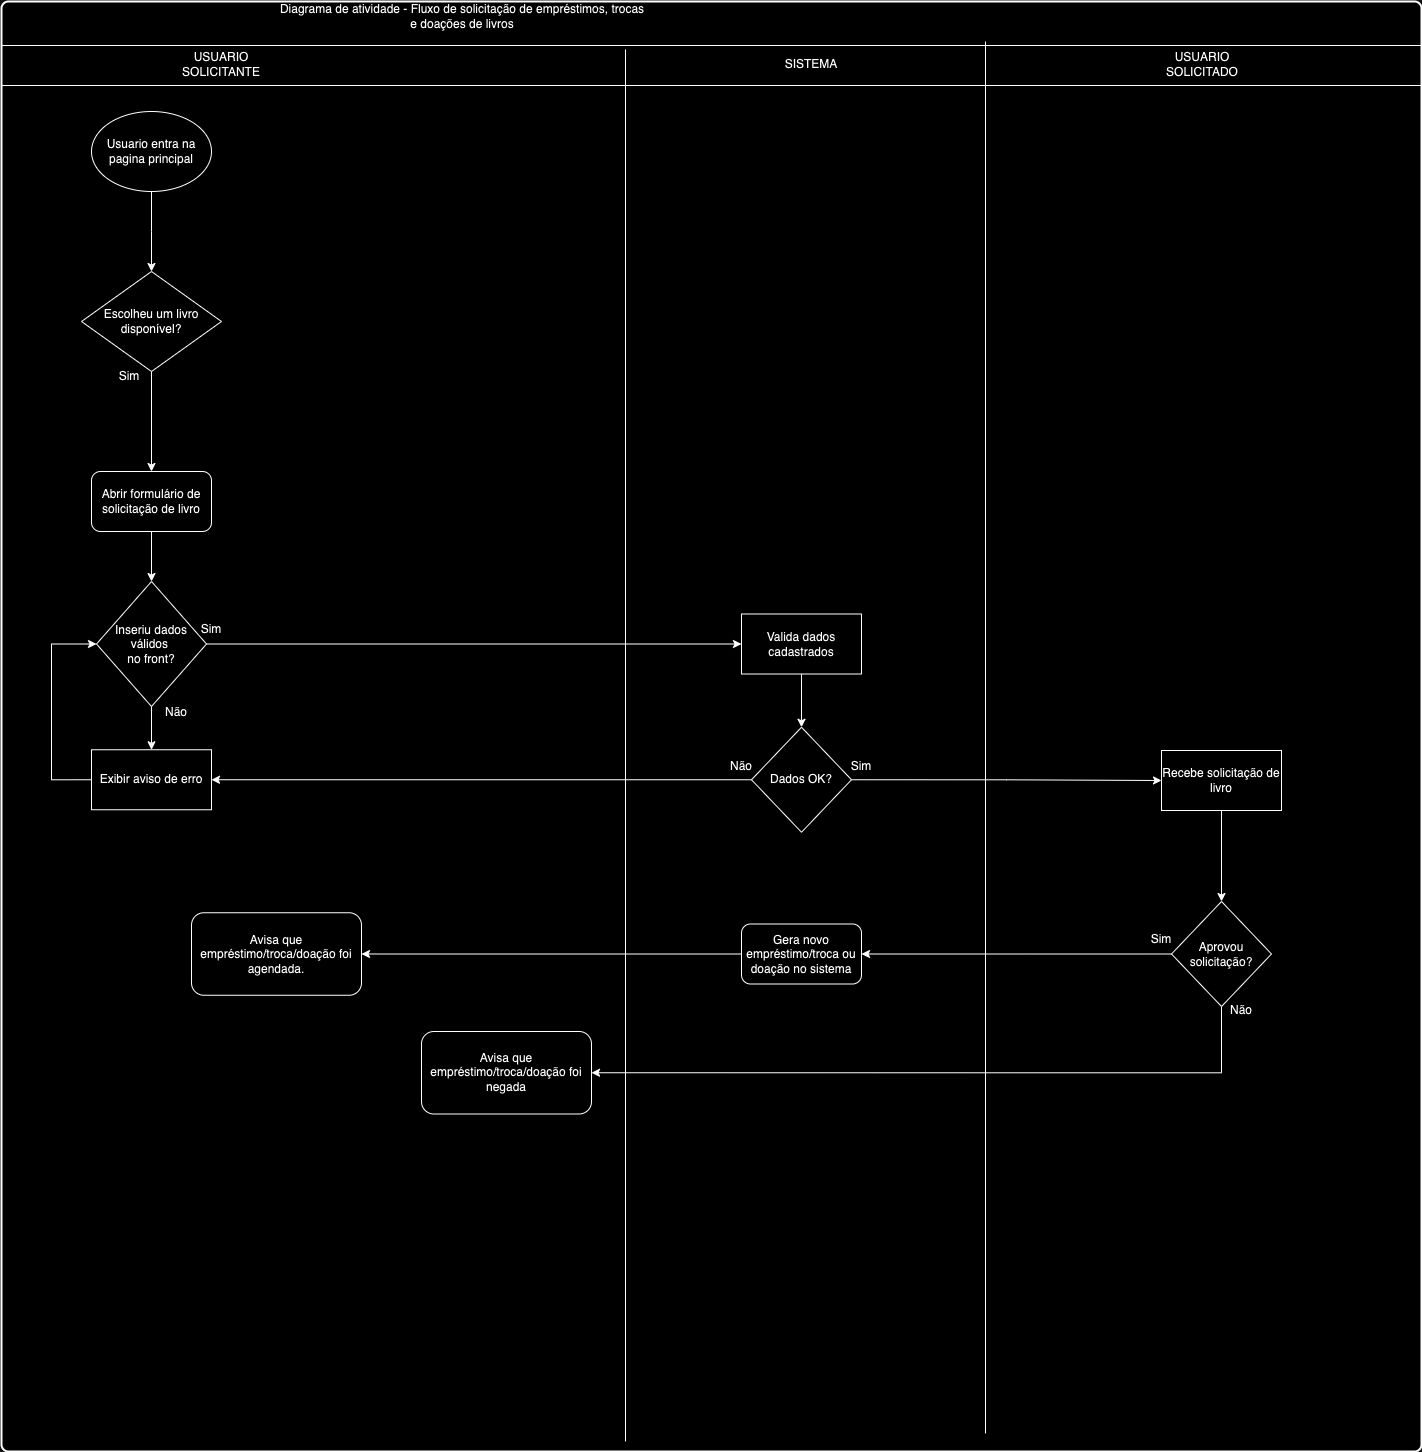 Diagrama de atividade - Fluxo de solicitação de empréstimos, trocas
e doações de livros
USUARIO
SOLICITANTE
SISTEMA
USUARIO
SOLICITADO
Usuario entra na
pagina principal
Escolheu um livro
disponível?
Sim
Abrir formulário de
solicitação de livro
Inseriu dados
válidos
no front?
Sim
Não
Valida dados
cadastrados
Exibir aviso de erro
Não
Dados OK?
Sim
Recebe solicitação de
livro
Avisa que
empréstimo/troca/doação foi
agendada.
Gera novo
empréstimo/troca ou
doação no sistema
Sim
Aprovou
solicitação?
Não
Avisa que
empréstimo/troca/doação foi
negada